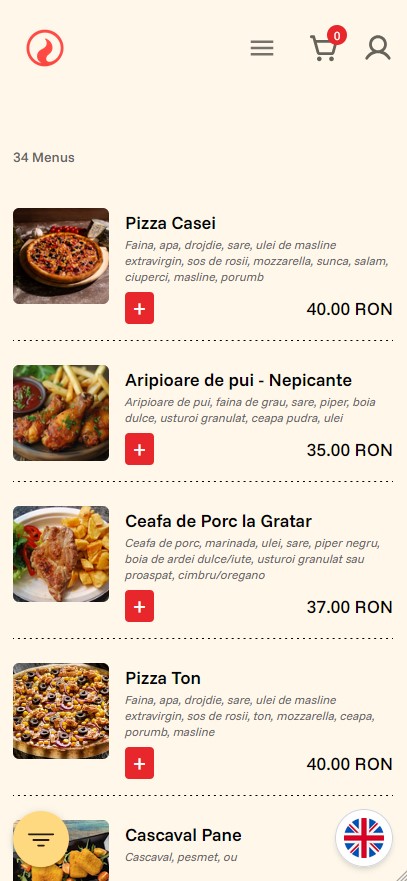 0
34 Menus
Pizza Casei
Faina, apa, drojdie, sare, ulei de masline
extravirgin, sos de rosii, mozzarella, sunca, salam,
ciuperci, masline, porumb
+
40.00 RON
Aripioare de pui - Nepicante
Aripioare de pui, faina de grau, sare, piper, boia
dulce, usturoi granulat, ceapa pudra, ulei
+
35.00 RON
Ceafa de Porc la Gratar
Ceafa de porc, marinada, ulei, sare, piper negru,
boia de ardei dulce/iute, usturoi granulat sau
proaspat, cimbru/oregano
+
37.00 RON
Pizza Ton
Faina, apa, drojdie, sare, ulei de masline
extravirgin, sos de rosii, ton, mozzarella, ceapa,
porumb, masline
+
40.00 RON
Cascaval Pane
Cascaval, pesmet, ou